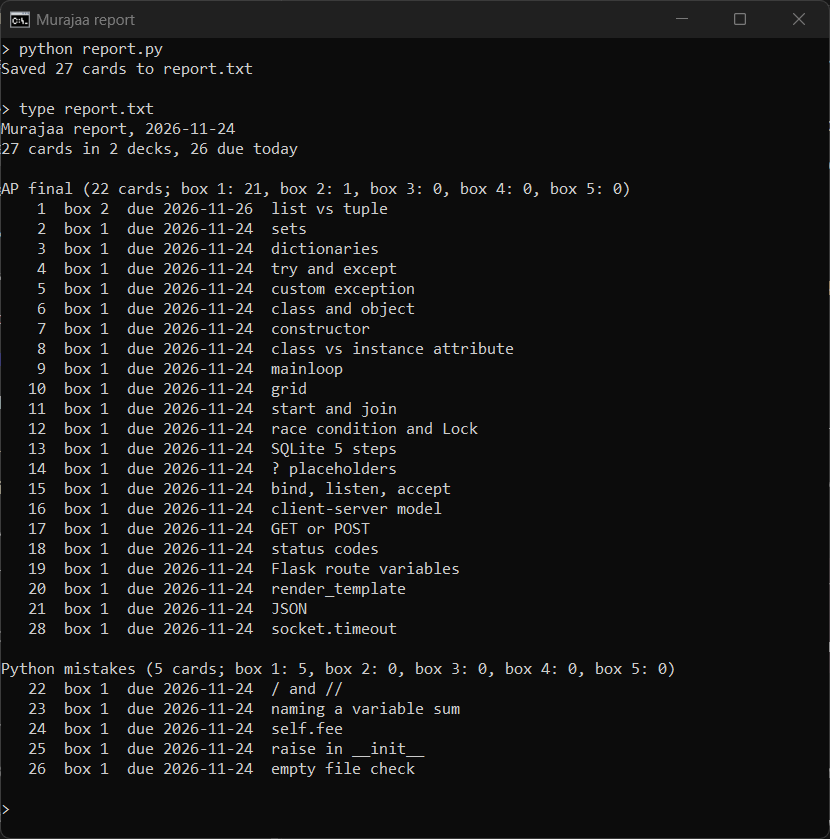 Murajaa report
> python report.py
Saved 27 cards to report.txt
> type report.txt
Murajaa report, 2026-11-24
27 cards in 2 decks, 26 due today
AP final (22 cards; box 1: 21, box 2: 1, box 3: 0, box 4: 0, box 5: 0)
1 box 2 due 2026-11-26 list vs tuple
2 box 1 due 2026-11-24 sets
3 box 1 due 2026-11-24 dictionaries
4 box 1 due 2026-11-24 try and except
5 box 1 due 2026-11-24 custom exception
6 box 1 due 2026-11-24 class and object
7 box 1 due 2026-11-24 constructor
8 box 1 due 2026-11-24 class vs instance attribute
9 box 1 due 2026-11-24 mainloop
10 box 1 due 2026-11-24 grid
11 box 1 due 2026-11-24 start and join
12 box 1 due 2026-11-24 race condition and Lock
13 box 1 due 2026-11-24 SQLite 5 steps
14 box 1 due 2026-11-24 ? placeholders
15 box 1 due 2026-11-24 bind, listen, accept
16 box 1 due 2026-11-24 client-server model
17 box 1 due 2026-11-24 GET or POST
18 box 1 due 2026-11-24 status codes
19 box 1 due 2026-11-24 Flask route variables
20 box 1 due 2026-11-24 render_template
21 box 1 due 2026-11-24 JSON
28 box 1 due 2026-11-24 socket.timeout
Python mistakes (5 cards; box 1: 5, box 2: 0, box 3: 0, box 4: 0, box 5: 0)
22 box 1 due 2026-11-24 / and //
23 box 1 due 2026-11-24 naming a variable sum
24 box 1 due 2026-11-24 self.fee
25 box 1 due 2026-11-24 raise in __init__
26 box 1 due 2026-11-24 empty file check
>